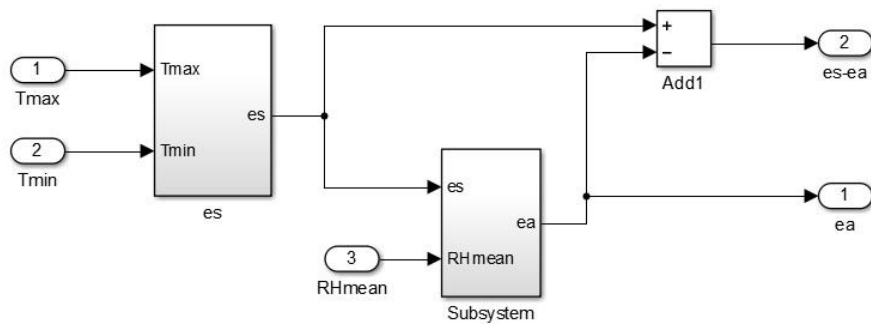 1
Tmax
2
Tmin
Tmax
Tmin
es
es
+
−
Add1
2
es-ea
es
RHmean
ea
Subsystem
3
RHmean
1
ea